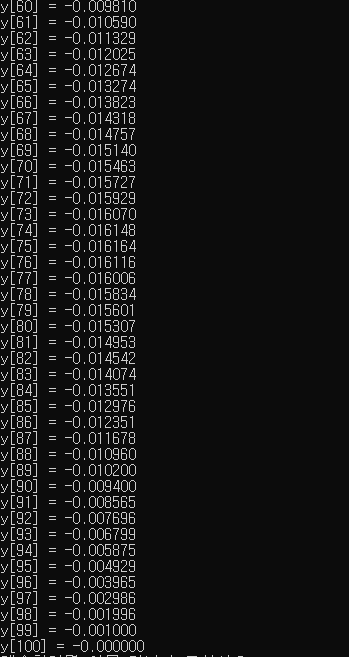 y[60] = -0.009810
y[61] = -0.010590
y[62] = -0.011329
y[63] = -0.012025
y[64] = -0.012674
y[65] = -0.013274
y[66] = -0.013823
y[67] = -0.014318
y[68] = -0.014757
y[69] = -0.015140
y[70] = -0.015463
y[71] = -0.015727
y[72] = -0.015929
y[73] = -0.016070
y[74] = -0.016148
y[75] = -0.016164
y[76] = -0.016116
y[77] = -0.016006
y[78] = -0.015834
y[79] = -0.015601
y[80] = -0.015307
y[81] = -0.014953
y[82] = -0.014542
y[83] = -0.014074
y[84] = -0.013551
y[85] = -0.012976
y[86] = -0.012351
y[87] = -0.011678
y[88] = -0.010960
y[89] = -0.010200
y[90] = -0.009400
y[91] = -0.008565
y[92] = -0.007696
y[93] = -0.006799
y[94] = -0.005875
y[95] = -0.004929
y[96] = -0.003965
y[97] = -0.002986
y[98] = -0.001996
y[99] = -0.001000
y[100] = -0.000000